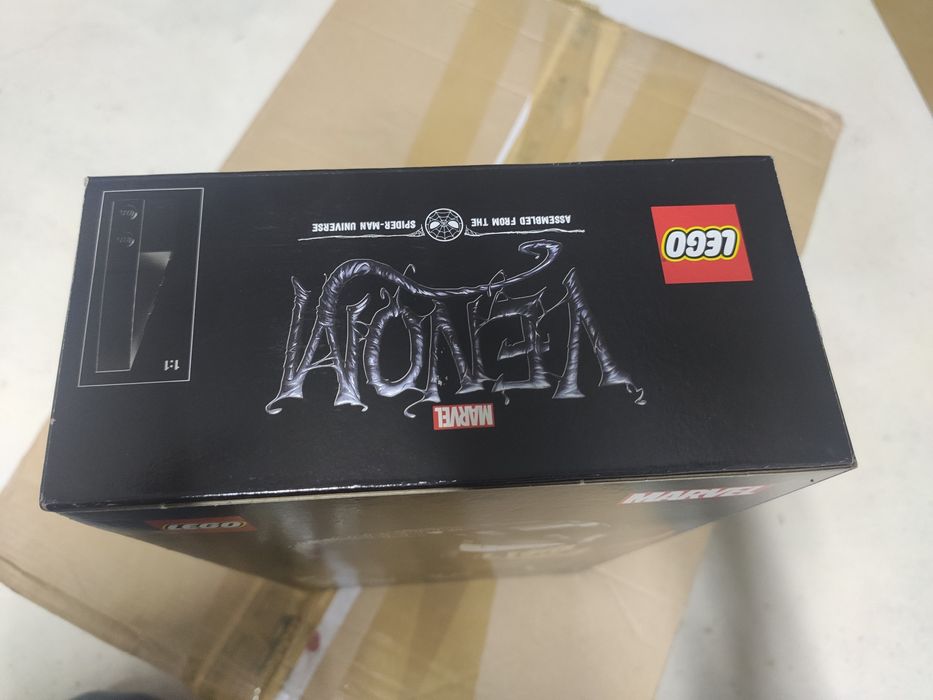 MARVEL
VENOM
ASSEMBLED FROM THE SPIDER-MAN UNIVERSE
LEGO
1:1
LEGO
MARVEL